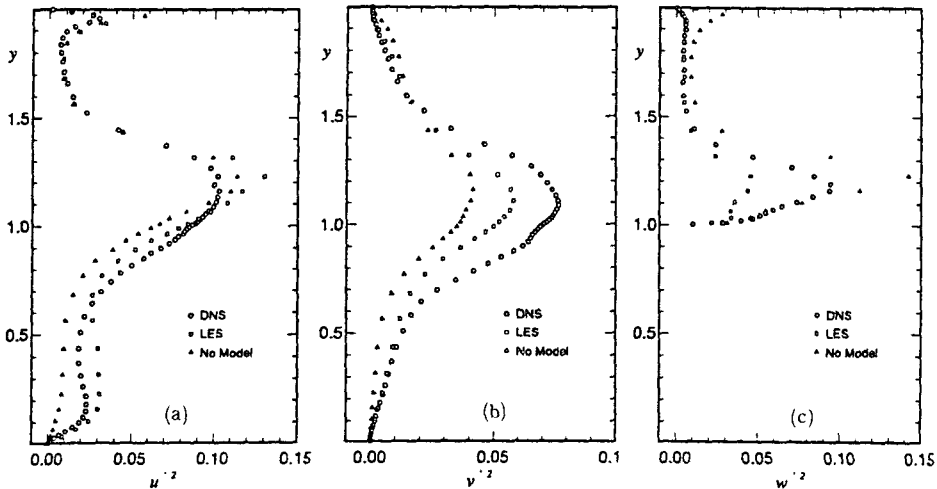 y
1.5
1.0
0.5
DNS
LES
No Model
(a)
0.00 0.05 0.10 0.15
u'²
y
1.5
1.0
0.5
DNS
LES
No Model
(b)
0.00 0.05 0.1
v'²
y
1.5
1.0
0.5
DNS
LES
No Model
(c)
0.00 0.05 0.10 0.15
w'²